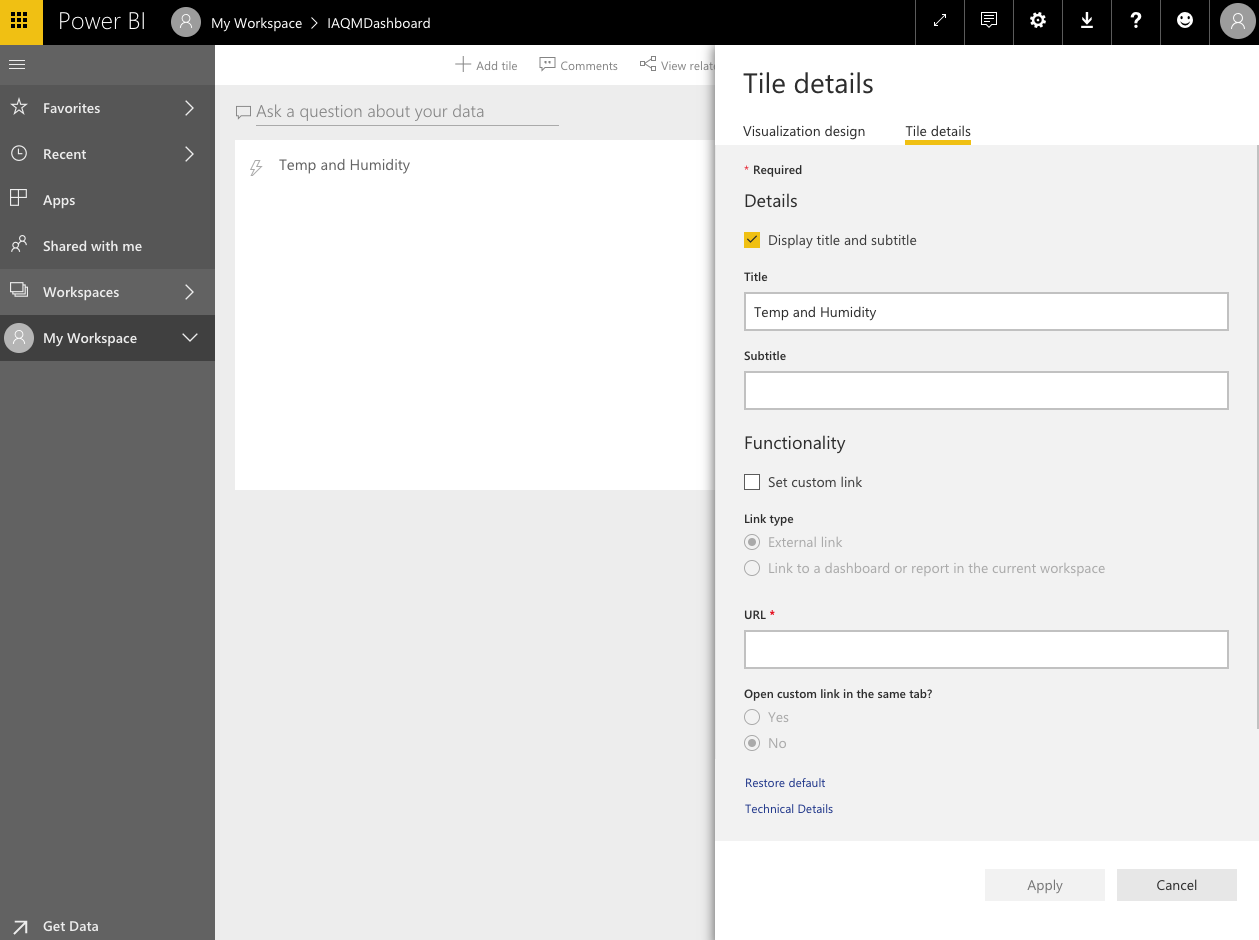 Power BI
My Workspace > IAQMDashboard
Add tile
Comments
View relat
Favorites
Recent
Apps
Shared with me
Workspaces
My Workspace
Get Data
Ask a question about your data
Temp and Humidity
Tile details
Visualization design
Tile details
* Required
Details
Display title and subtitle
Title
Temp and Humidity
Subtitle
Functionality
Set custom link
Link type
External link
Link to a dashboard or report in the current workspace
URL *
Open custom link in the same tab?
Yes
No
Restore default
Technical Details
Apply
Cancel